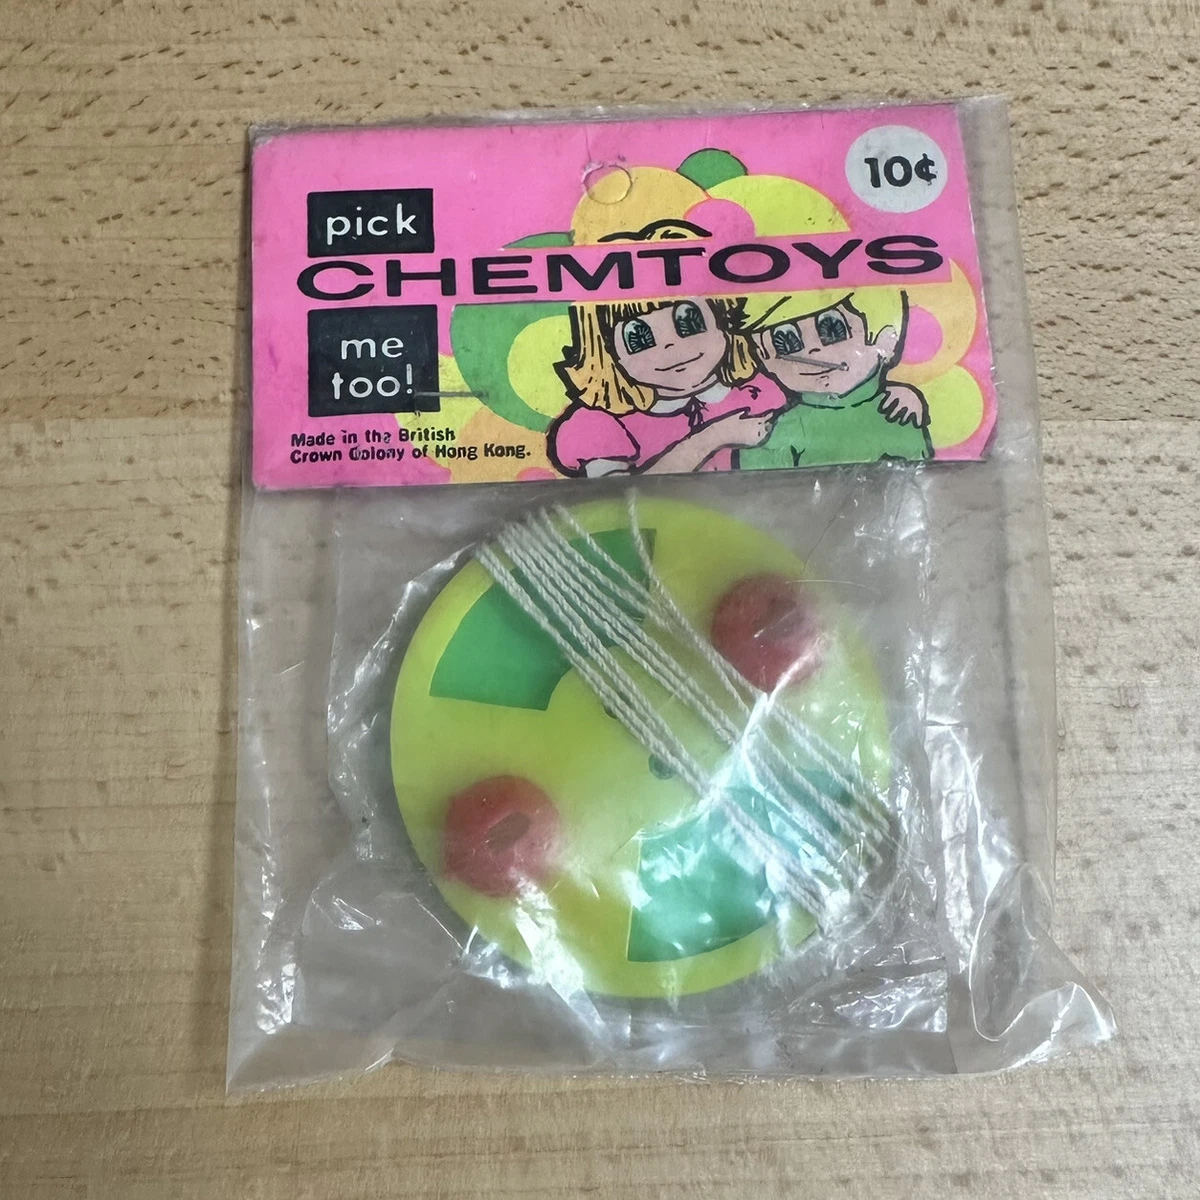 10¢
pick
CHEMTOYS
me
too!
Made in the British
Crown Colony of Hong Kong.